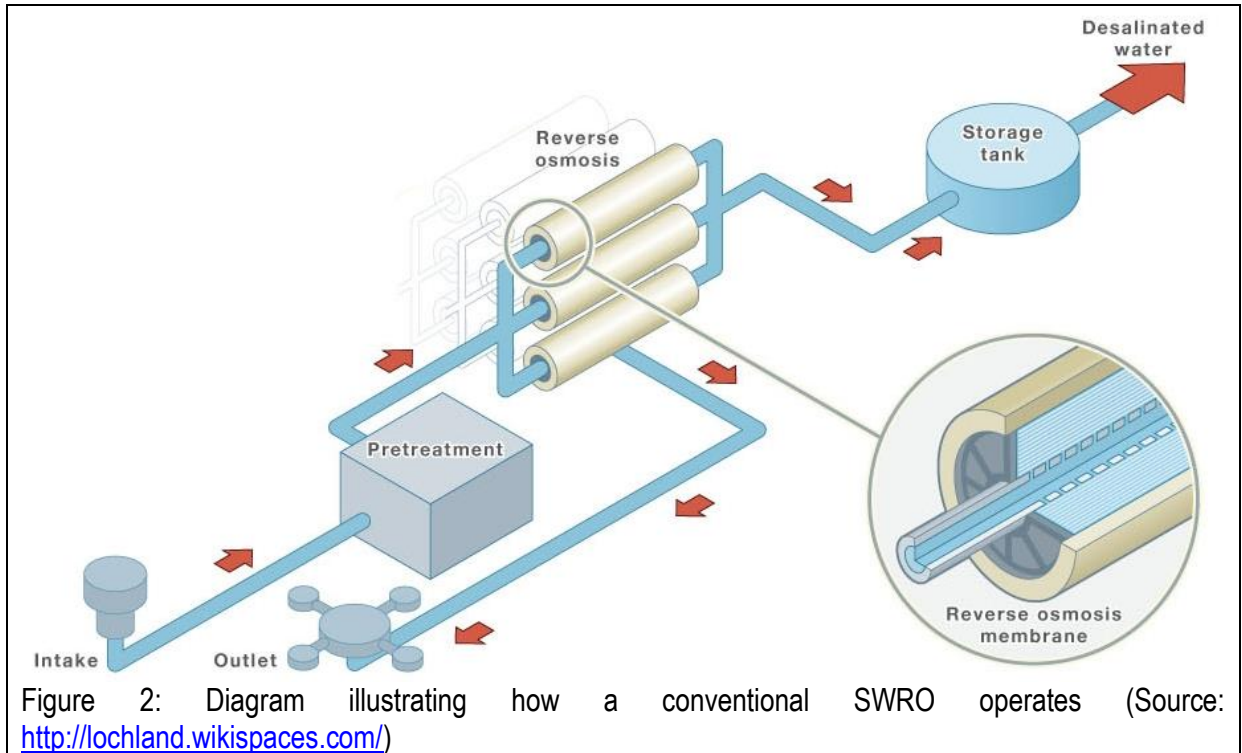 Desalinated
water
Storage
tank
Reverse
osmosis
Pretreatment
Reverse osmosis
membrane
Intake
Outlet
Figure 2: Diagram illustrating how a conventional SWRO operates (Source:
http://lochland.wikispaces.com/)